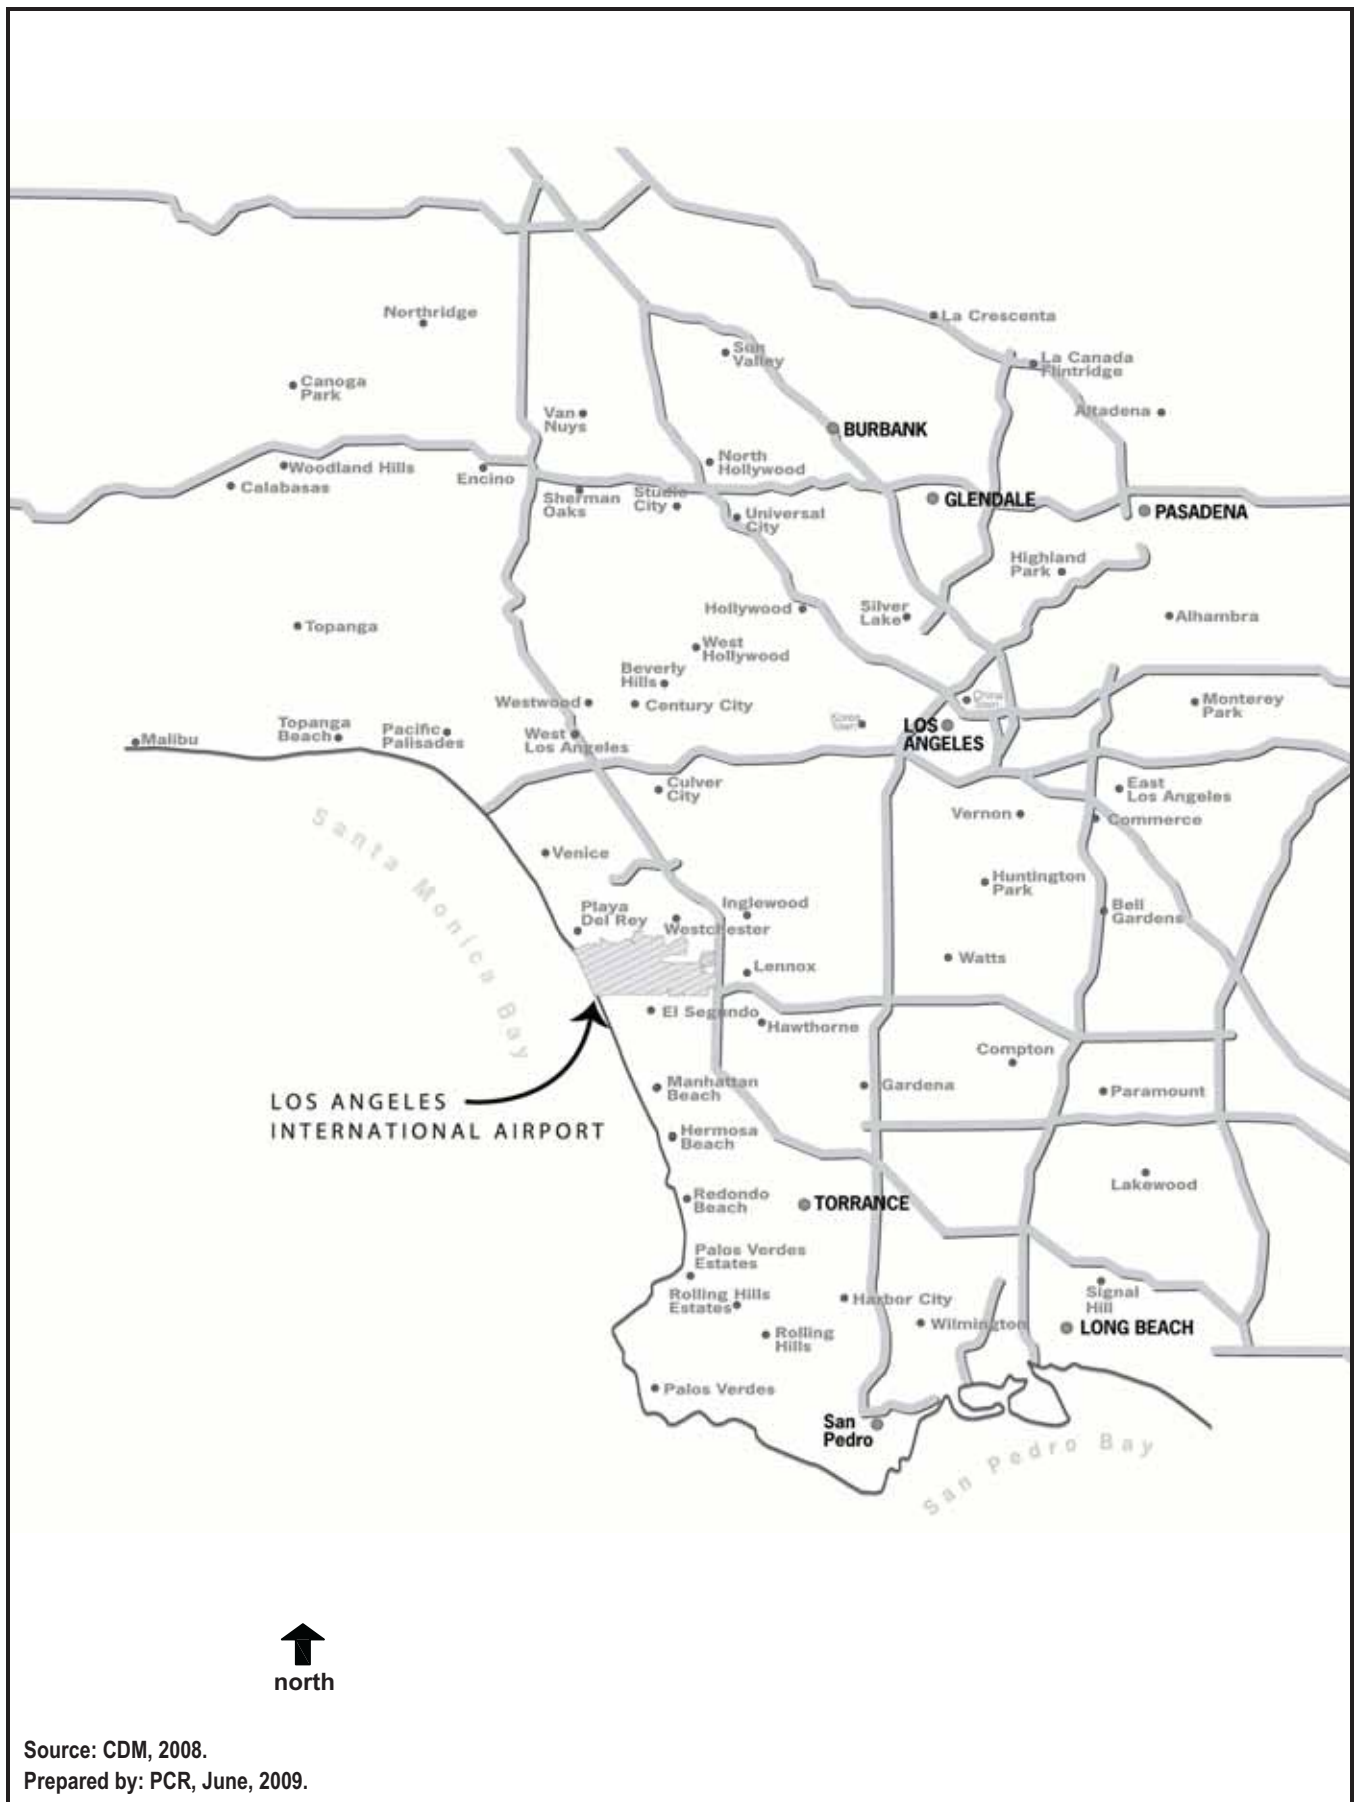 Northridge
La Crescenta
Sun
Valley
La Canada
Flintridge
Canoga
Park
Altadena
Van
Nuys
BURBANK
North
Hollywood
Woodland Hills
Encino
Calabasas
Sherman
Oaks
Studio
City
GLENDALE
Universal
City
PASADENA
Highland
Park
Hollywood
Silver
Lake
Alhambra
Topanga
West
Hollywood
Beverly
Hills
Westwood
Century City
China
Town
Monterey
Park
Topanga
Beach
Pacific
Palisades
Malibu
West
Los Angeles
Korea
Town
LOS
ANGELES
Culver
City
East
Los Angeles
Vernon
Commerce
Santa Monica Bay
Venice
Huntington
Park
Playa
Del Rey
Inglewood
Westchester
Bell
Gardens
Lennox
Watts
El Segundo
Hawthorne
Compton
Manhattan
Beach
Gardena
Paramount
LOS ANGELES
INTERNATIONAL AIRPORT
Hermosa
Beach
Lakewood
Redondo
Beach
TORRANCE
Palos Verdes
Estates
Rolling Hills
Estates
Harbor City
Signal
Hill
Wilmington
LONG BEACH
Rolling
Hills
Palos Verdes
San
Pedro
San Pedro Bay
north
Source: CDM, 2008.
Prepared by: PCR, June, 2009.